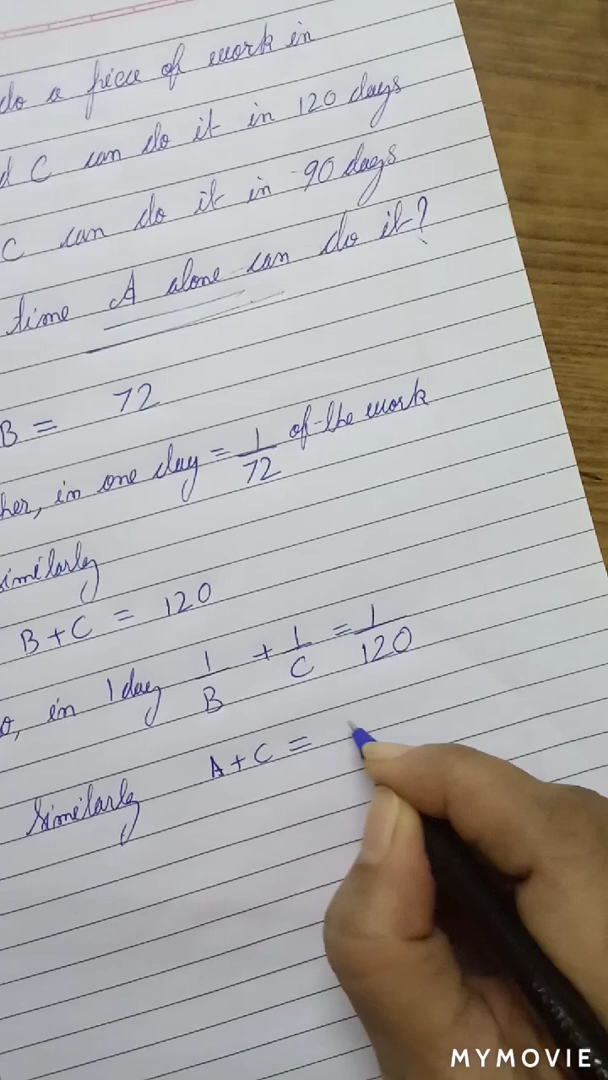 do a piece of work in
d C can do it in 120 days
C can do it in 90 days
time A alone can do it?
B = 72
her, in one day = 1/72 of the work
similarly
B + C = 120
o, in 1 day 1/B + 1/C = 1/120
Similarly A + C =
MYMOVIE